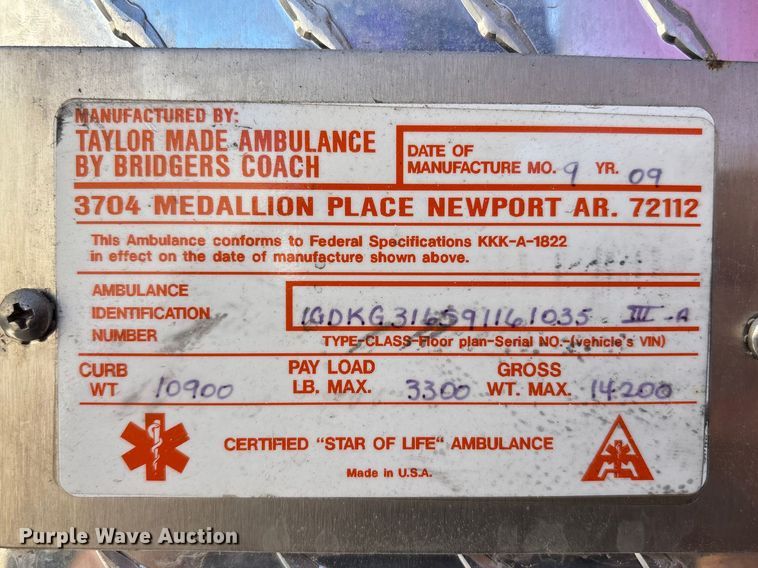 MANUFACTURED BY:
TAYLOR MADE AMBULANCE
BY BRIDGERS COACH
DATE OF
MANUFACTURE MO. 9 YR. 09
3704 MEDALLION PLACE NEWPORT AR. 72112
This Ambulance conforms to Federal Specifications KKK-A-1822
in effect on the date of manufacture shown above.
AMBULANCE
IDENTIFICATION
NUMBER
1GDKG316591161035 III-A
TYPE-CLASS-Floor plan-Serial NO.-(vehicle's VIN)
CURB
WT 10900
PAY LOAD
LB. MAX. 3300
GROSS
WT. MAX. 14200
CERTIFIED "STAR OF LIFE" AMBULANCE
Made in U.S.A.
Purple Wave Auction